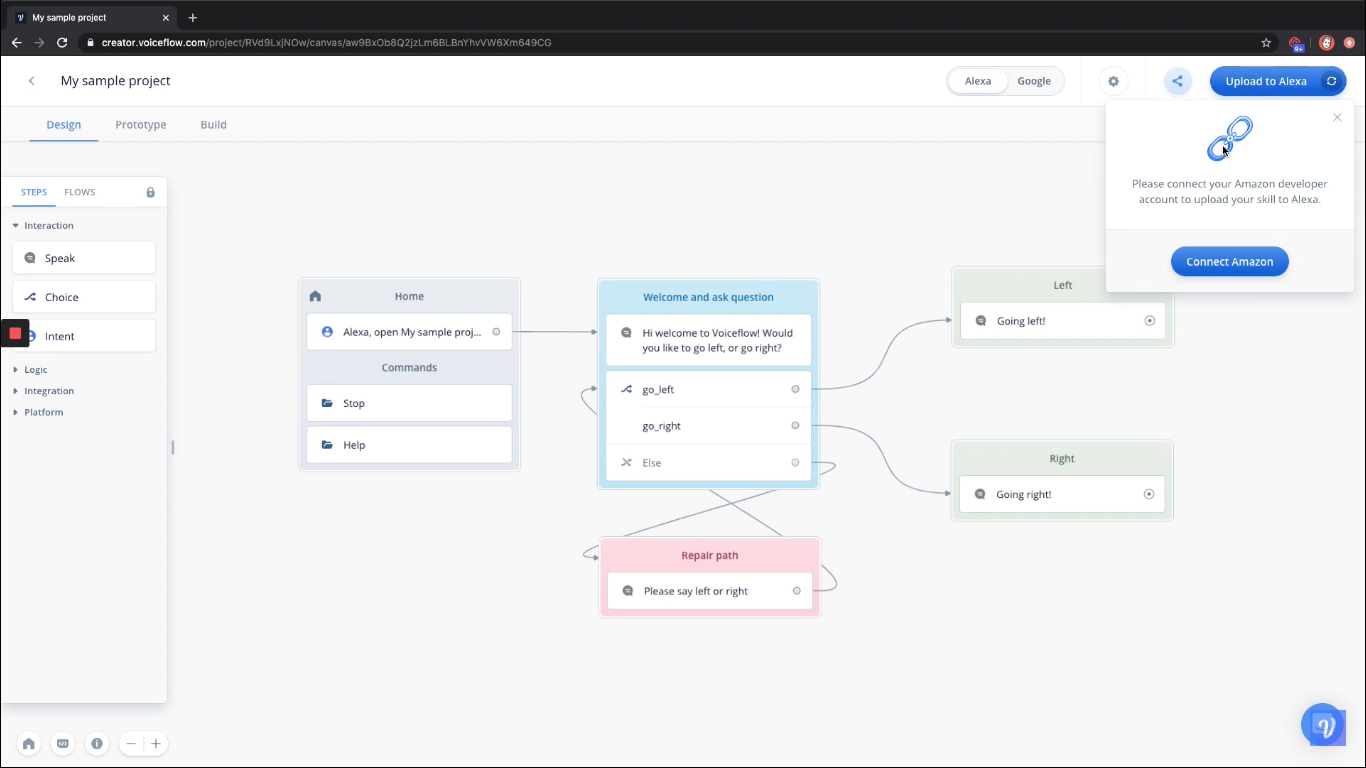 My sample project
creator.voiceflow.com/project/RVd9LxjNOw/canvas/aw9BxOb8Q2jzLm6BLBnYhvVW6Xm649CG
9+
My sample project
Alexa
Google
Upload to Alexa
Design
Prototype
Build
Please connect your Amazon developer
account to upload your skill to Alexa.
Connect Amazon
STEPS
FLOWS
Interaction
Speak
Choice
Intent
Logic
Integration
Platform
Home
Alexa, open My sample proj...
Commands
Stop
Help
Welcome and ask question
Hi welcome to Voiceflow! Would
you like to go left, or go right?
go_left
go_right
Else
Repair path
Please say left or right
Left
Going left!
Right
Going right!